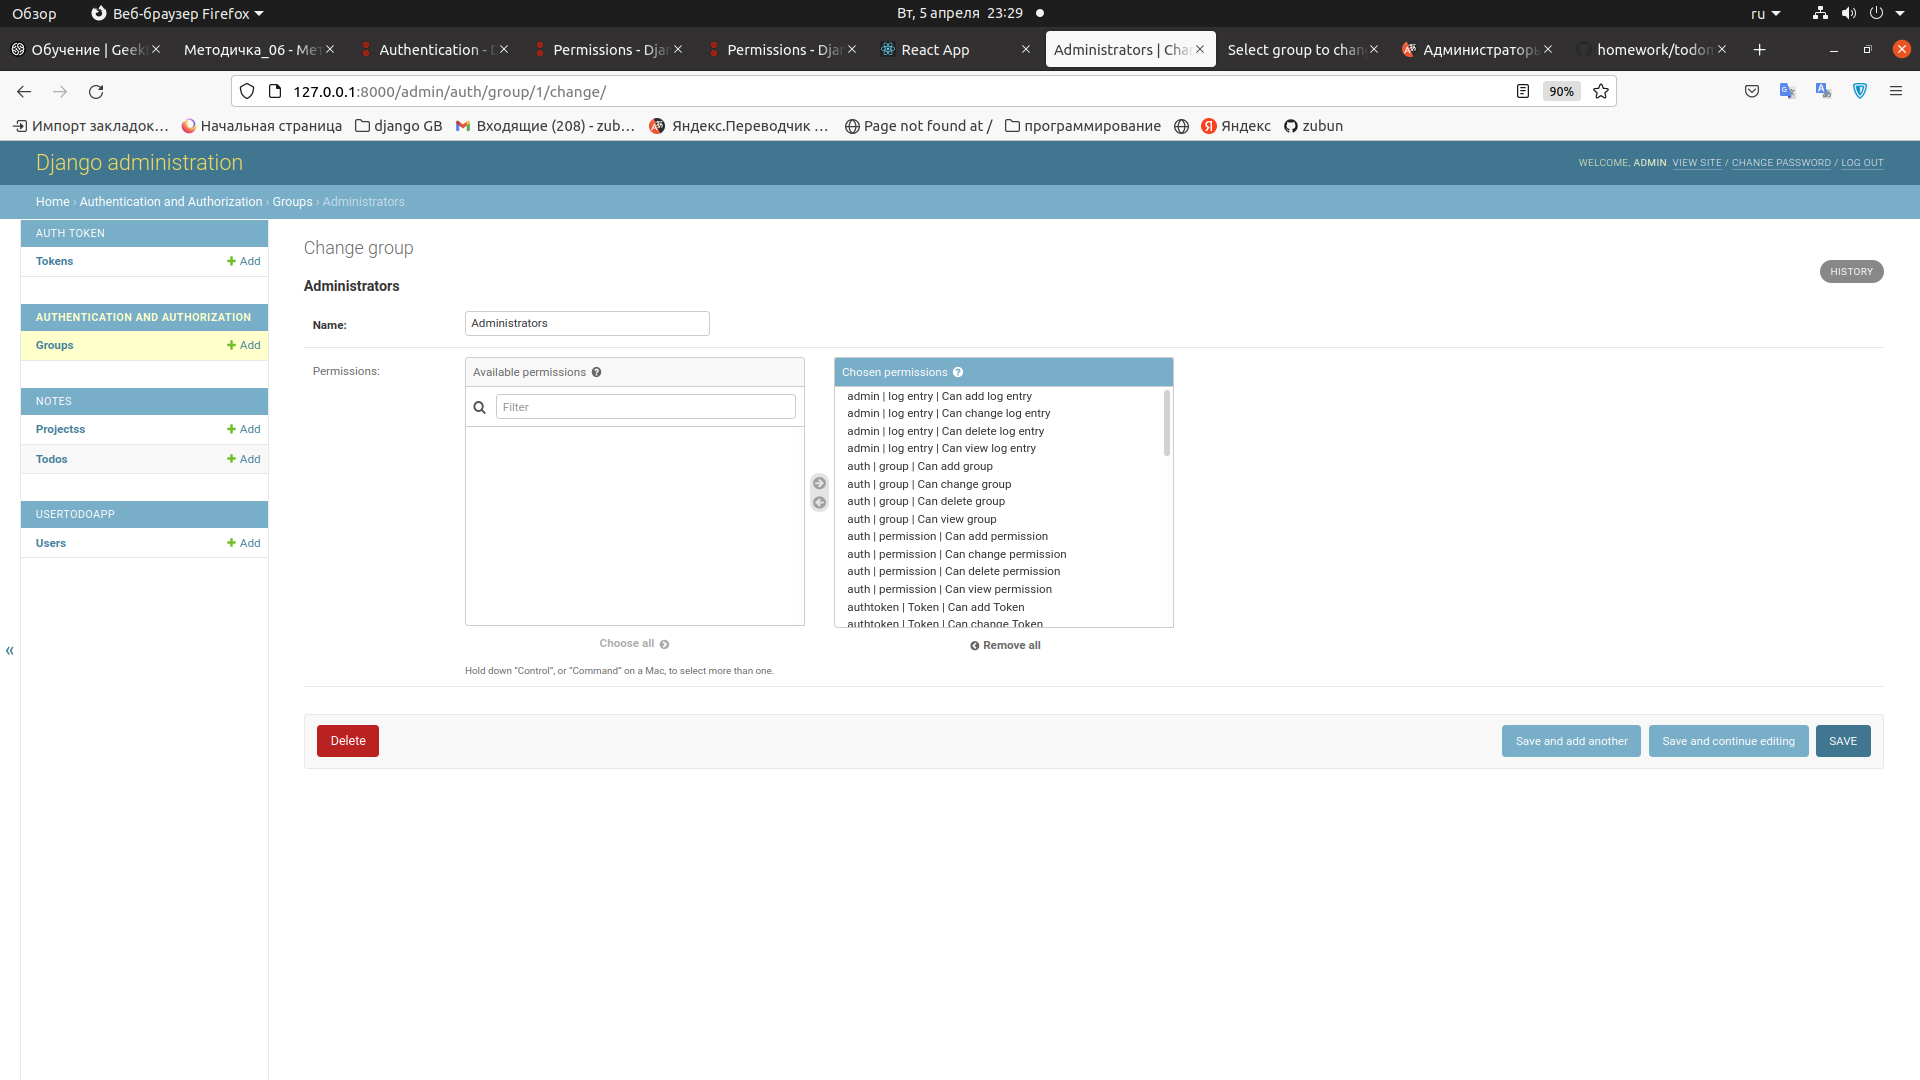 Обзор
Веб-браузер Firefox
Вт, 5 апреля 23:29
ru
Обучение | Geek
Методичка_06 - Ме
Authentication -
Permissions - Djan
Permissions - Djan
React App
Administrators | Cha
Select group to chan
Администраторы
homework/todo
127.0.0.1:8000/admin/auth/group/1/change/
90%
Импорт закладок…
Начальная страница
django GB
Входящие (208) - zub…
Яндекс.Переводчик …
Page not found at /
программирование
Яндекс
zubun
Django administration
WELCOME, ADMIN. VIEW SITE / CHANGE PASSWORD / LOG OUT
Home › Authentication and Authorization › Groups › Administrators
AUTH TOKEN
Tokens
Add
AUTHENTICATION AND AUTHORIZATION
Groups
Add
NOTES
Projectss
Add
Todos
Add
USERTODOAPP
Users
Add
«
Change group
HISTORY
Administrators
Name:
Administrators
Permissions:
Available permissions
Filter
Choose all
Chosen permissions
admin | log entry | Can add log entry
admin | log entry | Can change log entry
admin | log entry | Can delete log entry
admin | log entry | Can view log entry
auth | group | Can add group
auth | group | Can change group
auth | group | Can delete group
auth | group | Can view group
auth | permission | Can add permission
auth | permission | Can change permission
auth | permission | Can delete permission
auth | permission | Can view permission
authtoken | Token | Can add Token
authtoken | Token | Can change Token
Remove all
Hold down “Control”, or “Command” on a Mac, to select more than one.
Delete
Save and add another
Save and continue editing
SAVE